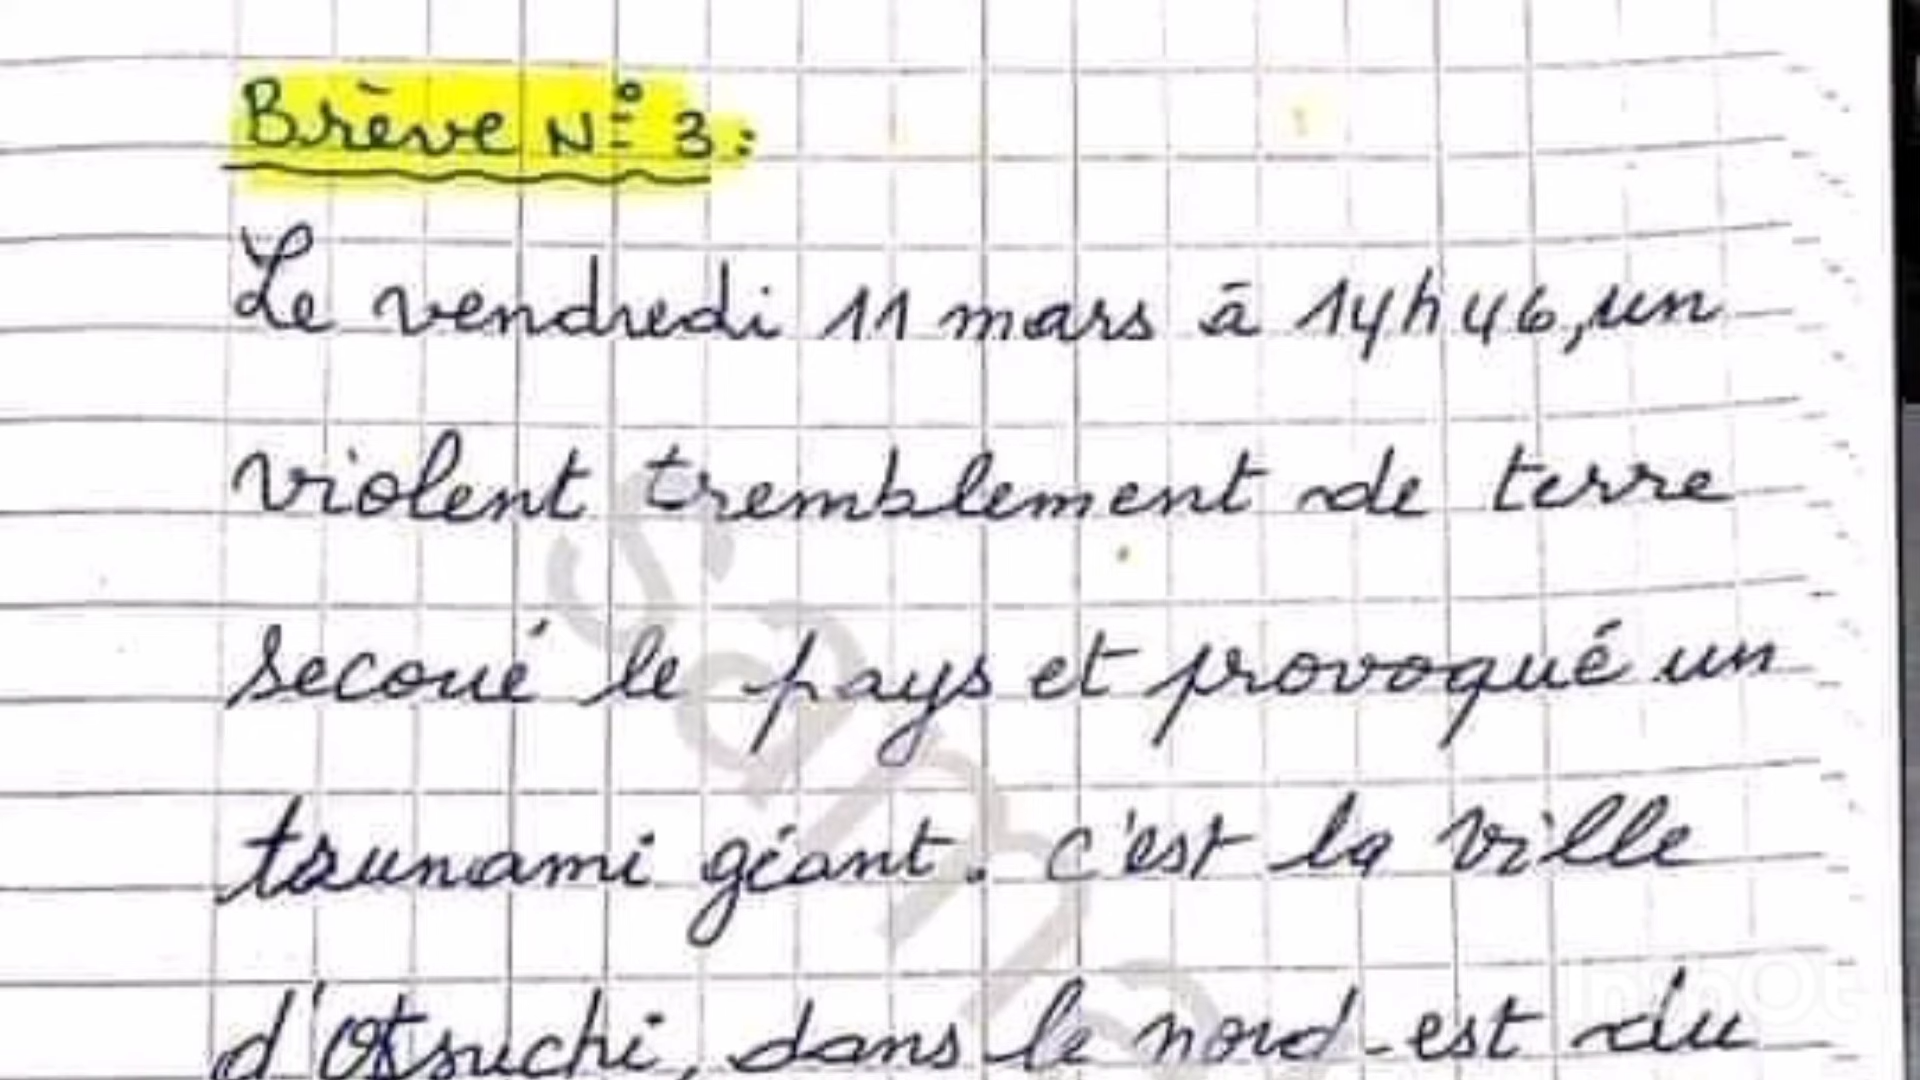 Brève N° 3:
Le vendredi 11 mars à 14h46, un
violent tremblement de terre
secoué le pays et provoqué un
tsunami géant. c'est la ville
d'Otsuchi, dans le nord-est du